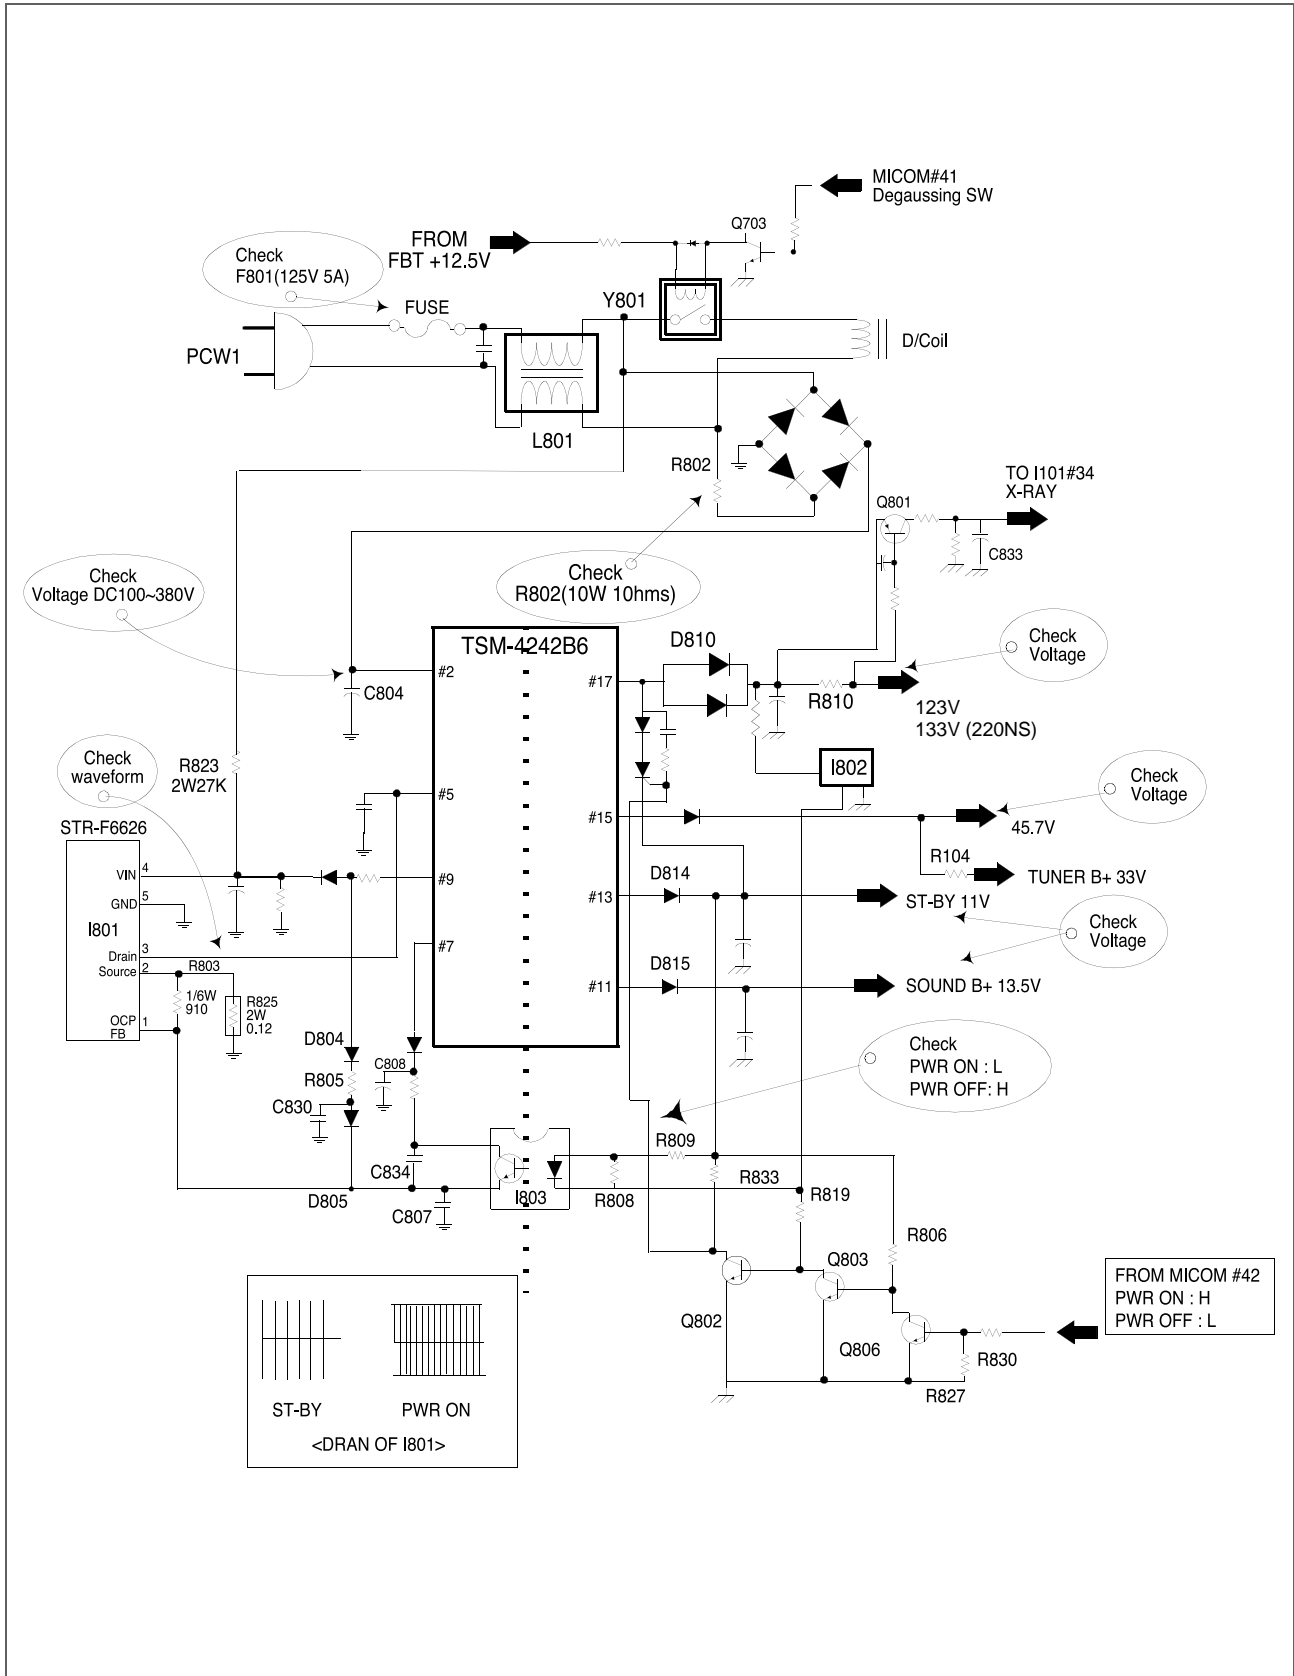 MICOM#41
Degaussing SW
Q703
FROM
FBT +12.5V
Check
F801(125V 5A)
FUSE
Y801
PCW1
D/Coil
L801
R802
TO I101#34
X-RAY
Q801
C833
Check
Voltage DC100~380V
Check
R802(10W 10hms)
TSM-4242B6
D810
Check
Voltage
#2
#17
C804
R810
123V
133V (220NS)
Check
waveform
R823
2W27K
I802
Check
Voltage
#5
#15
45.7V
STR-F6626
R104
TUNER B+ 33V
VIN
4
#9
D814
#13
ST-BY 11V
GND
5
I801
Check
Voltage
#7
Drain
3
Source
2
R803
D815
#11
SOUND B+ 13.5V
1/6W
910
R825
2W
0.12
OCP
FB
1
D804
C808
Check
PWR ON : L
PWR OFF: H
R805
C830
R809
C834
I803
R808
R833
R819
D805
C807
R806
Q803
FROM MICOM #42
PWR ON : H
PWR OFF : L
Q802
Q806
R830
R827
ST-BY
PWR ON
<DRAN OF I801>